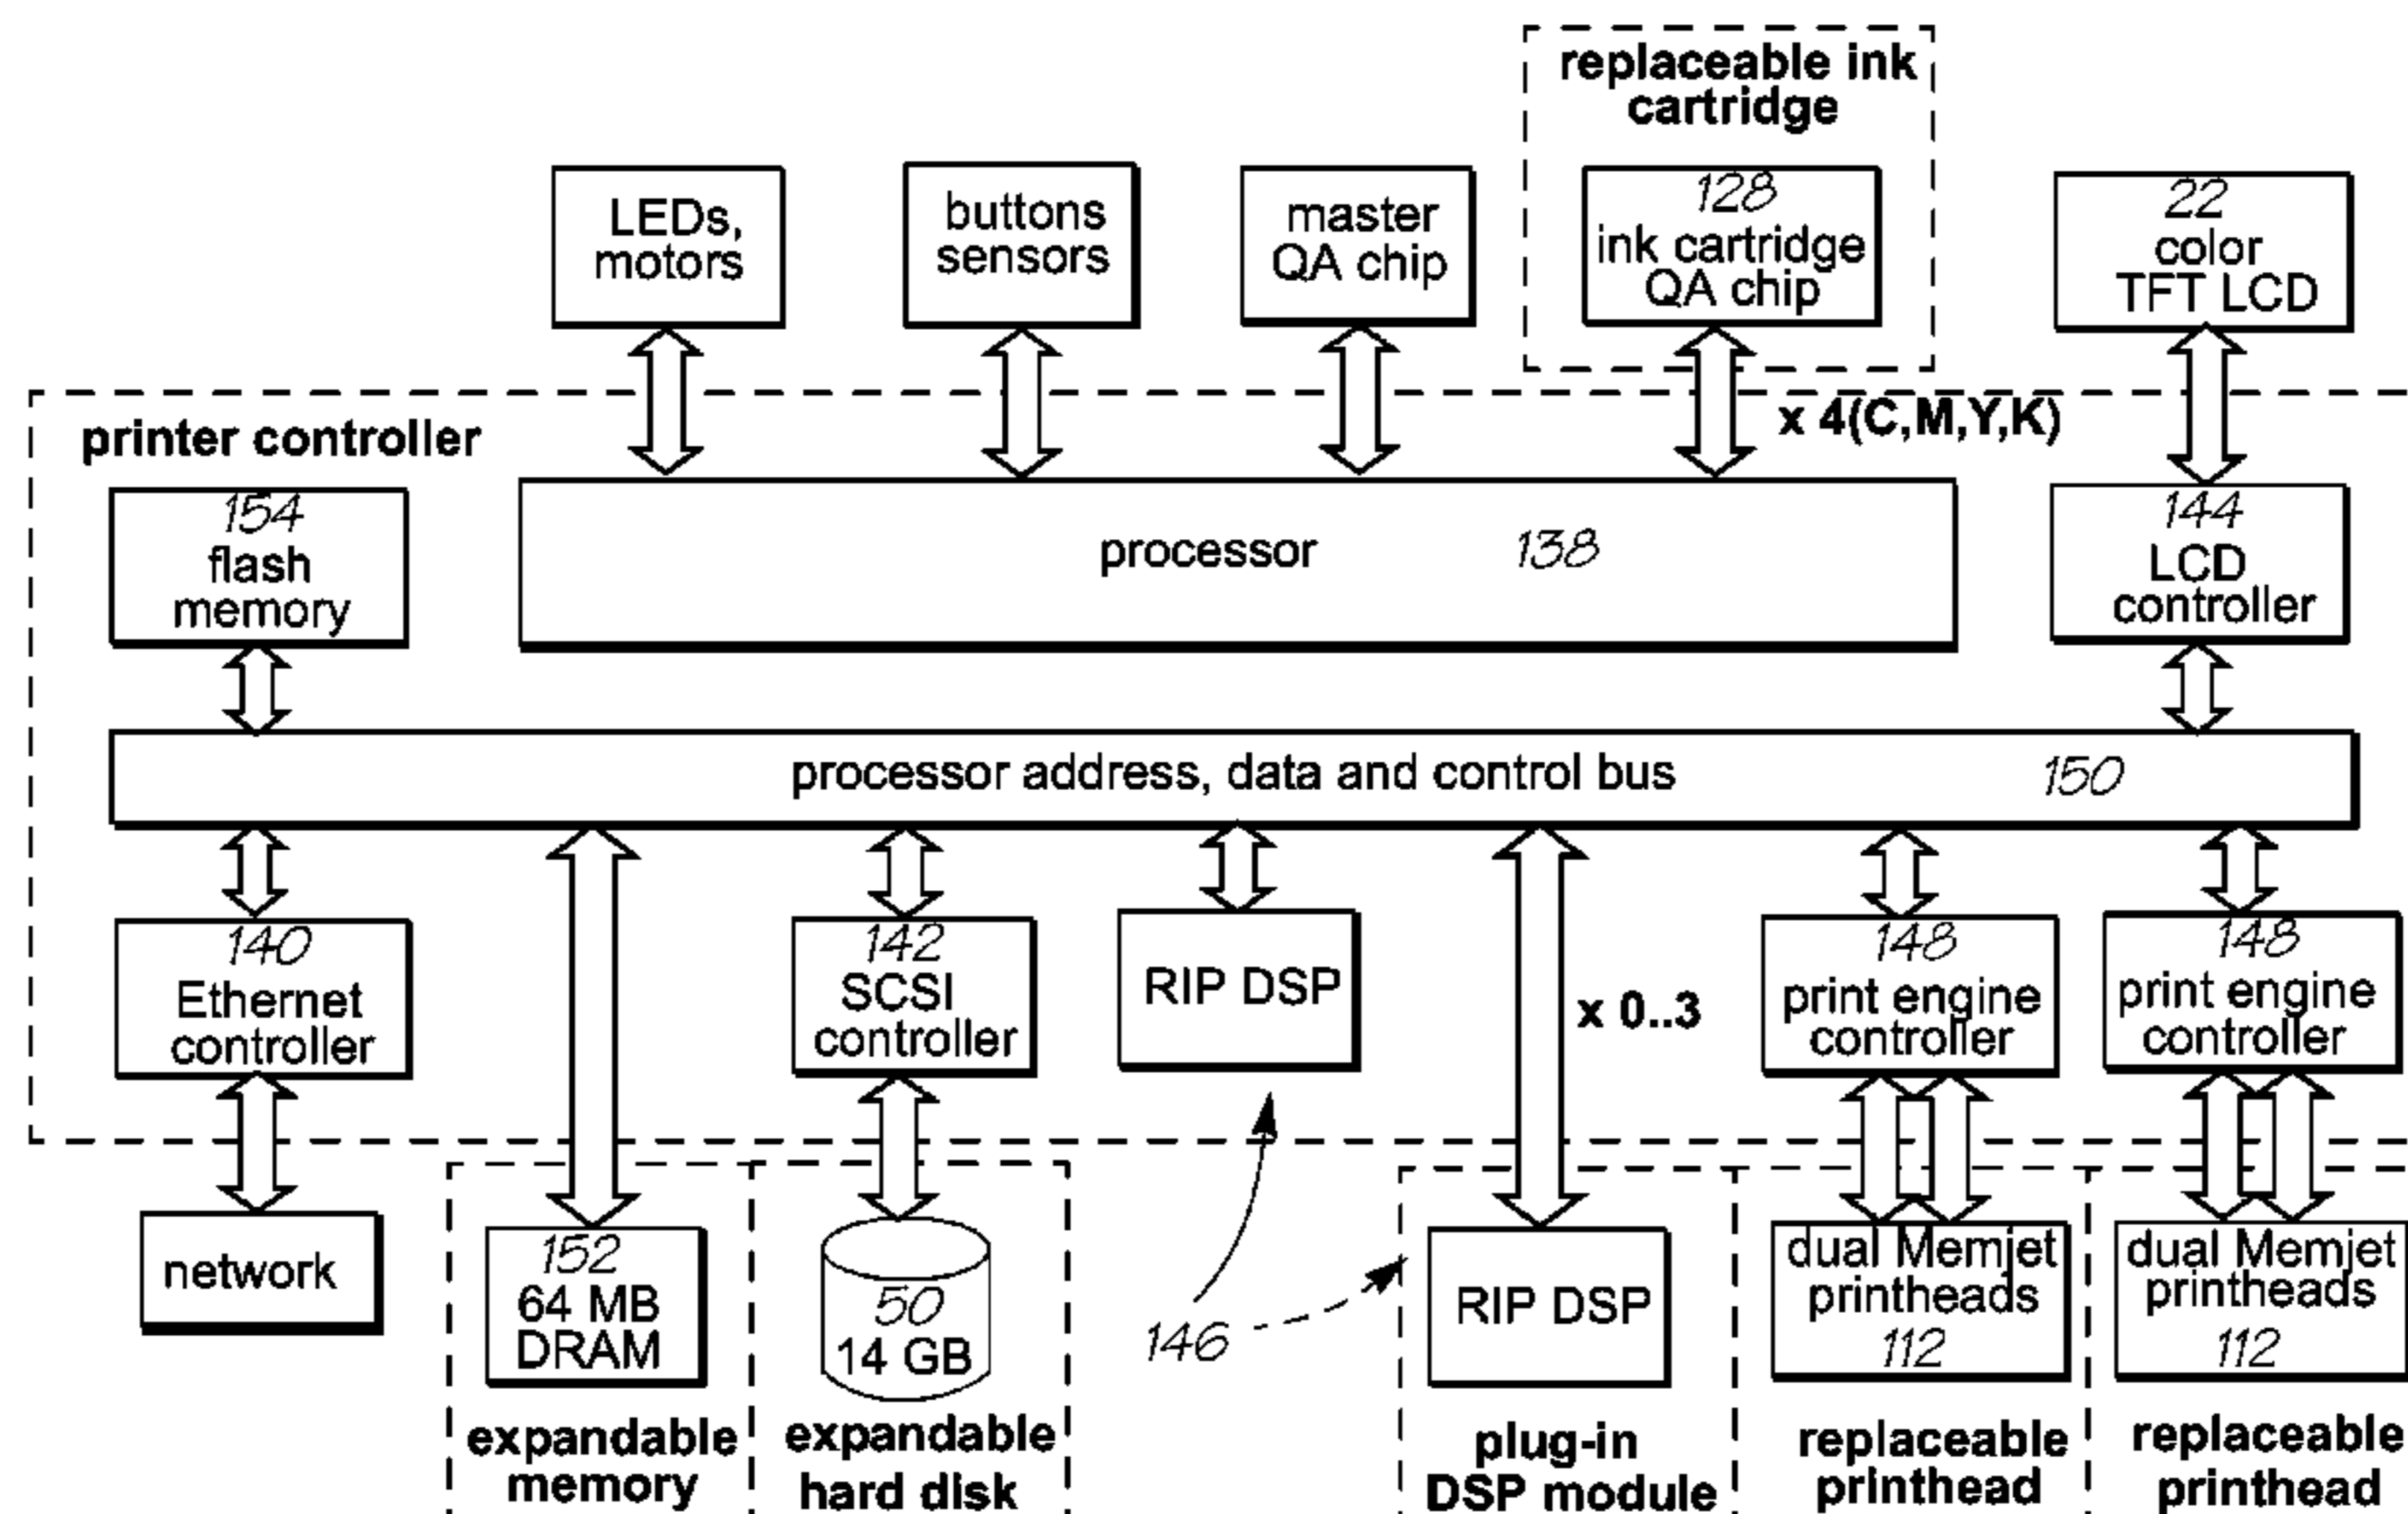 replaceable ink
cartridge
LEDs,
motors
buttons
sensors
master
QA chip
128
ink cartridge
QA chip
22
color
TFT LCD
x 4(C,M,Y,K)
printer controller
154
flash
memory
processor 138
144
LCD
controller
processor address, data and control bus 150
140
Ethernet
controller
142
SCSI
controller
RIP DSP
x 0..3
148
print engine
controller
148
print engine
controller
network
152
64 MB
DRAM
50
14 GB
146
RIP DSP
dual Memjet
printheads
112
dual Memjet
printheads
112
expandable
memory
expandable
hard disk
plug-in
DSP module
replaceable
printhead
replaceable
printhead